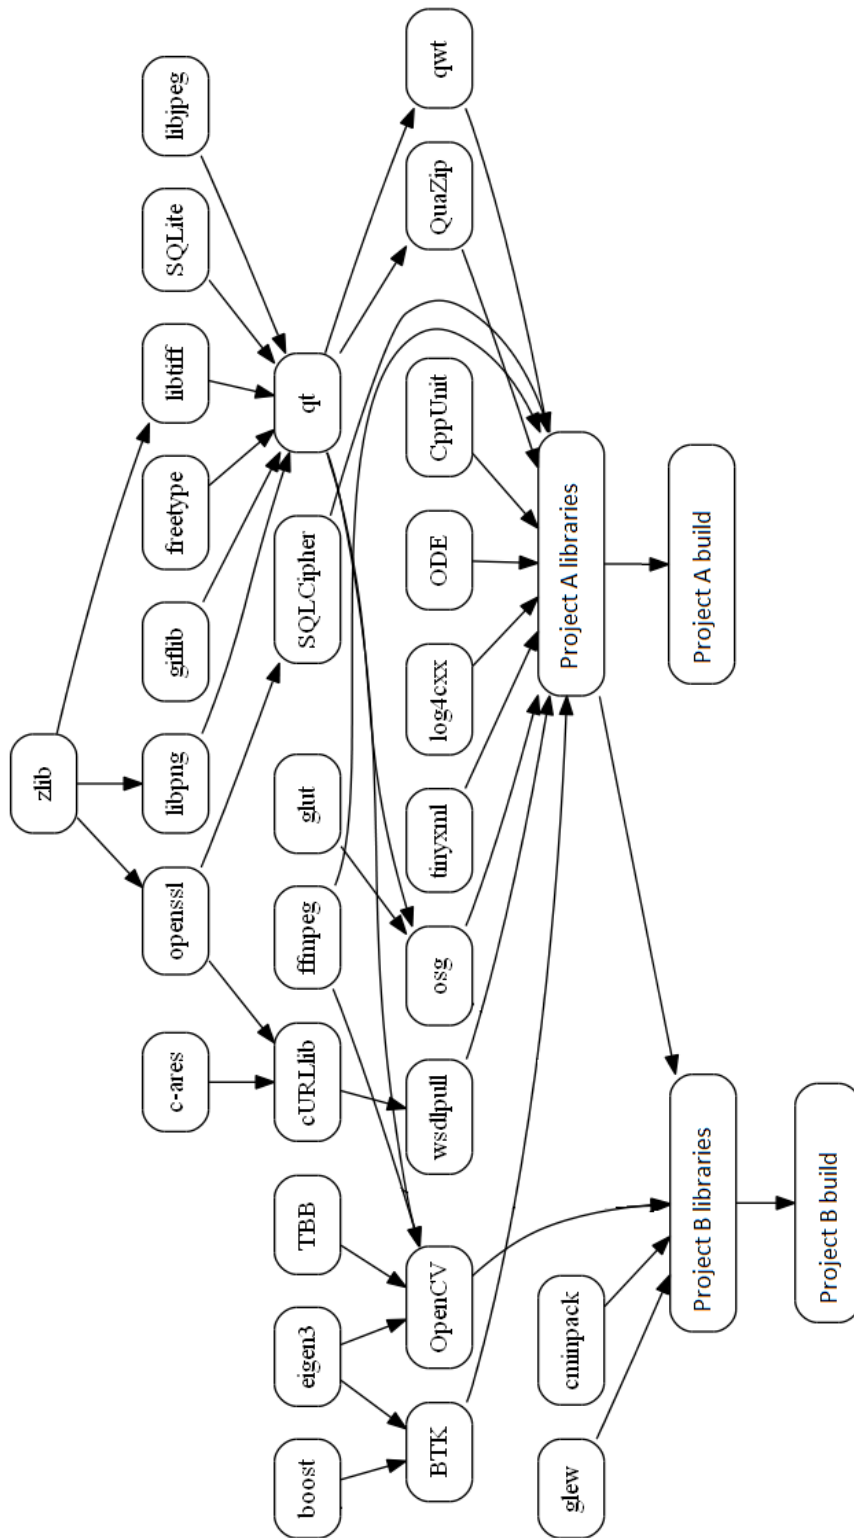 zlib
c-ares
openssl
libpng
giflib
freetype
libtiff
SQLite
libjpeg
boost
eigen3
TBB
cURLlib
ffmpeg
glut
SQLCipher
qt
BTK
OpenCV
wsdlpull
osg
tinyxml
log4cxx
ODE
CppUnit
QuaZip
qwt
glew
cminpack
Project A libraries
Project B libraries
Project A build
Project B build